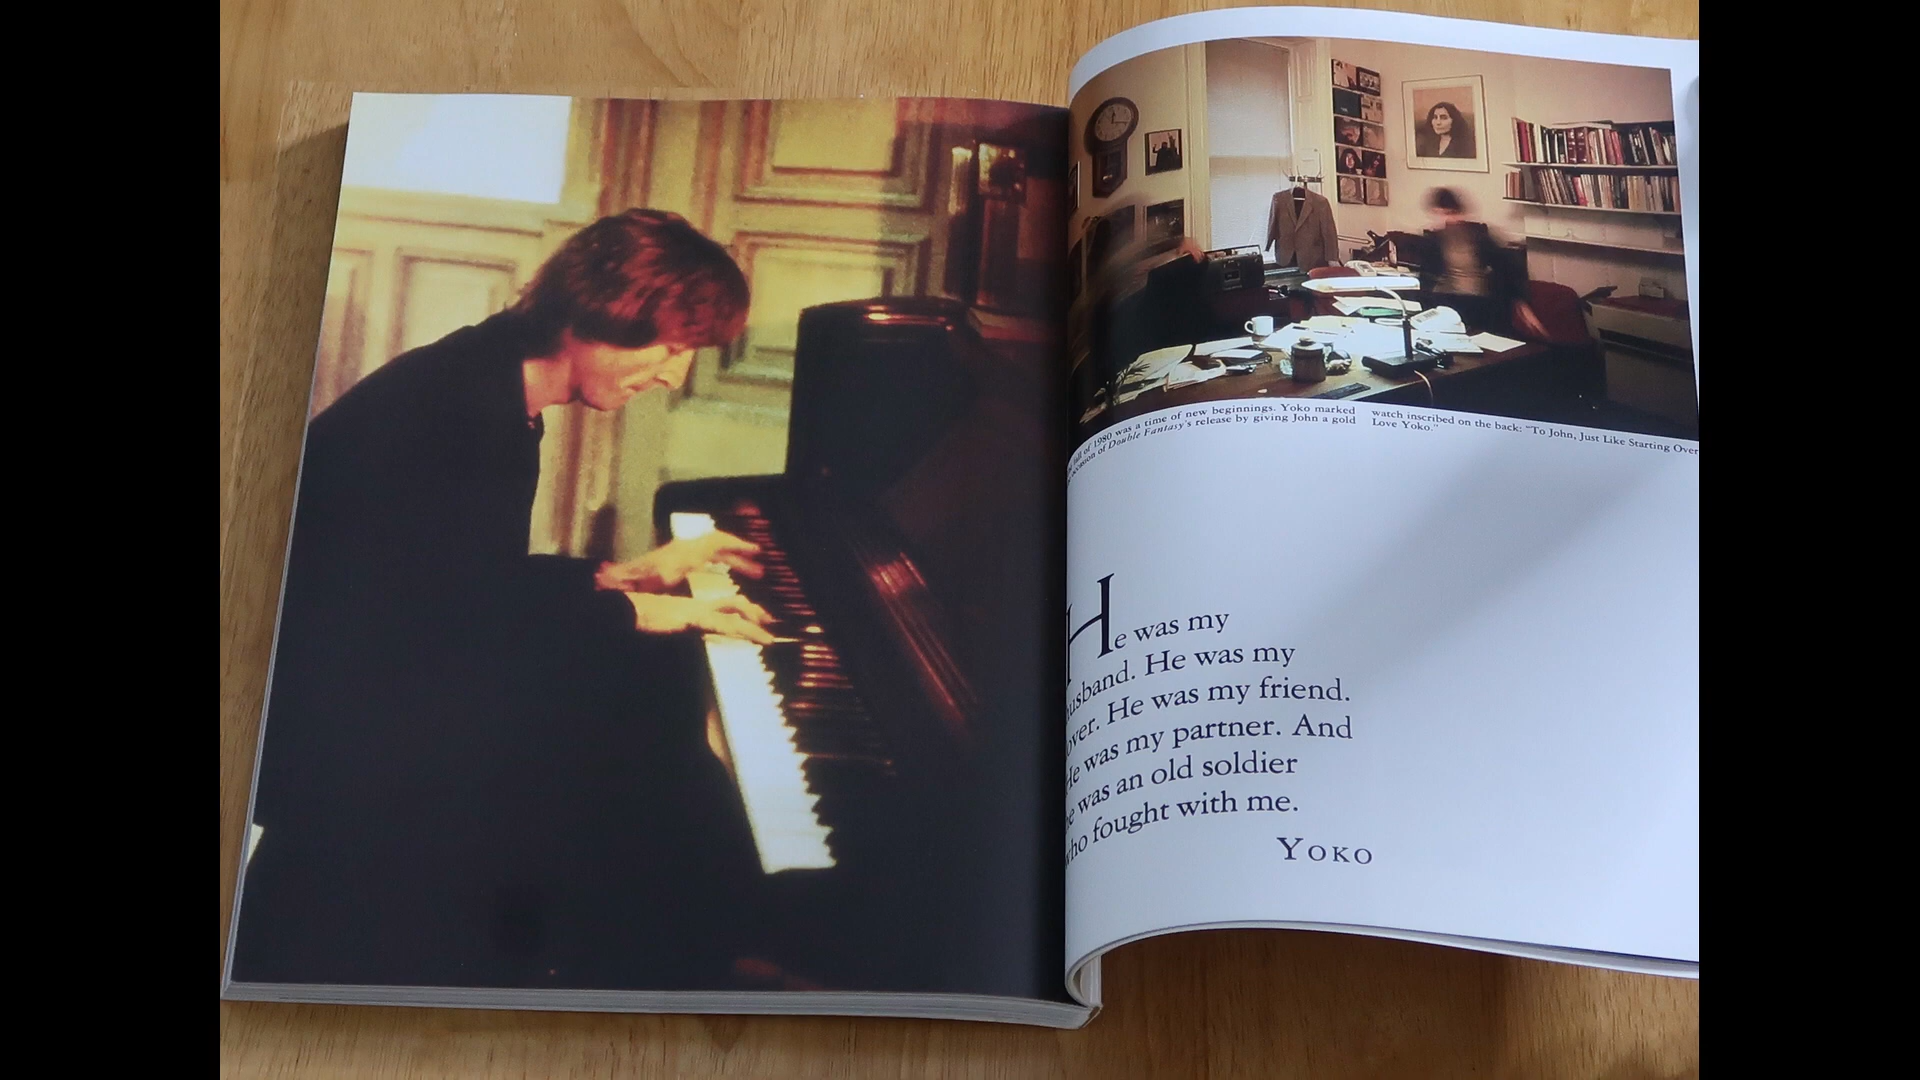 fall of 1980 was a time of new beginnings. Yoko marked
occasion of Double Fantasy's release by giving John a gold
watch inscribed on the back: "To John, Just Like Starting Over
Love Yoko."
He was my
husband. He was my
lover. He was my friend.
He was my partner. And
he was an old soldier
who fought with me.
YOKO